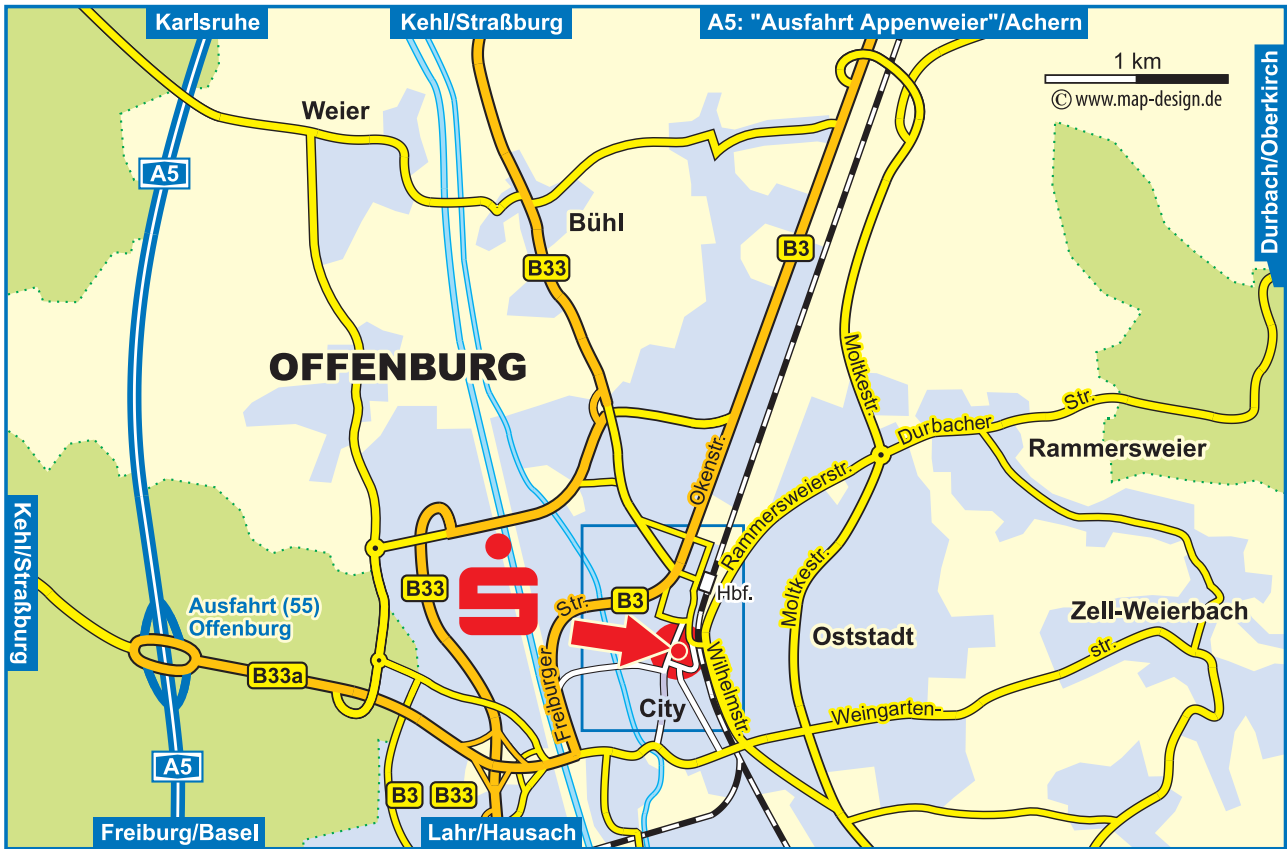 Karlsruhe
Kehl/Straßburg
A5: "Ausfahrt Appenweier"/Achern
1 km
© www.map-design.de
Durbach/Oberkirch
Weier
A5
Bühl
B3
B33
OFFENBURG
Moltkestr.
Durbacher
Str.
Rammersweier
Okenstr.
Rammersweierstr.
Kehl/Straßburg
B33
Str.
B3
Hbf.
Moltkestr.
Ausfahrt (55)
Offenburg
Oststadt
Zell-Weierbach
str.
B33a
Freiburger
City
Wilhelmstr.
Weingarten-
A5
B3
B33
Freiburg/Basel
Lahr/Hausach